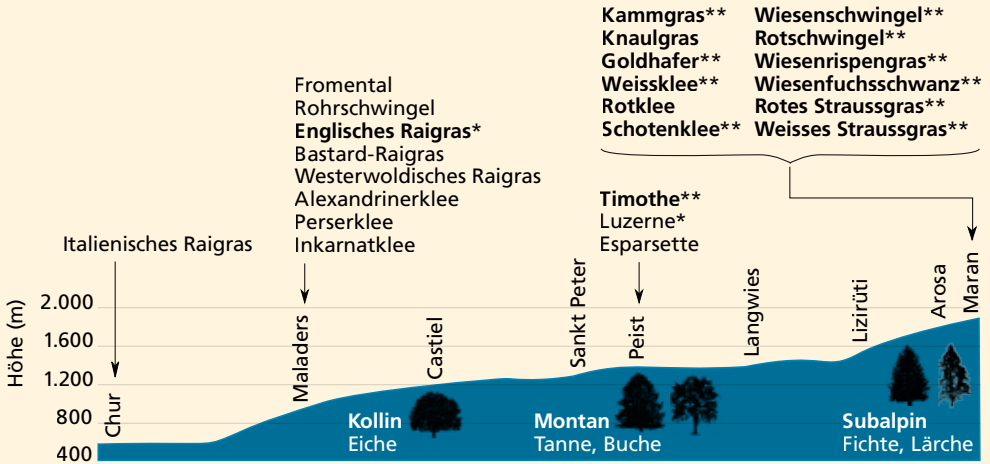 Kammgras**
Knaulgras
Goldhafer**
Weissklee**
Rotklee
Schotenklee**
Wiesenschwingel**
Rotschwingel**
Wiesenrispengras**
Wiesenfuchsschwanz**
Rotes Straussgras**
Weisses Straussgras**
Fromental
Rohrschwingel
Englisches Raigras*
Bastard-Raigras
Westerwoldisches Raigras
Alexandrinerklee
Perserklee
Inkarnatklee
Timothe**
Luzerne*
Esparsette
Italienisches Raigras
Höhe (m)
2.000
1.600
1.200
800
400
Chur
Maladers
Castiel
Sankt Peter
Peist
Langwies
Lizirüti
Arosa
Maran
Kollin
Eiche
Montan
Tanne, Buche
Subalpin
Fichte, Lärche